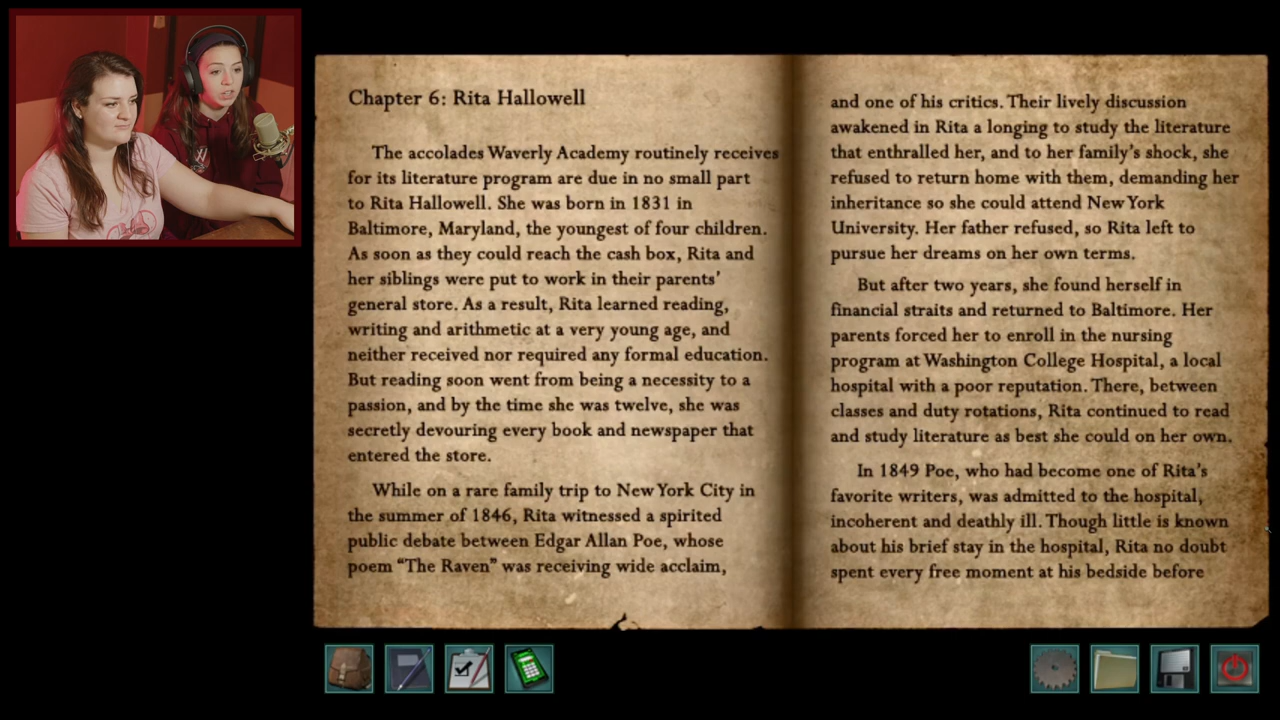 Chapter 6: Rita Hallowell
The accolades Waverly Academy routinely receives
for its literature program are due in no small part
to Rita Hallowell. She was born in 1831 in
Baltimore, Maryland, the youngest of four children.
As soon as they could reach the cash box, Rita and
her siblings were put to work in their parents'
general store. As a result, Rita learned reading,
writing and arithmetic at a very young age, and
neither received nor required any formal education.
But reading soon went from being a necessity to a
passion, and by the time she was twelve, she was
secretly devouring every book and newspaper that
entered the store.
While on a rare family trip to New York City in
the summer of 1846, Rita witnessed a spirited
public debate between Edgar Allan Poe, whose
poem “The Raven” was receiving wide acclaim,
and one of his critics. Their lively discussion
awakened in Rita a longing to study the literature
that enthralled her, and to her family's shock, she
refused to return home with them, demanding her
inheritance so she could attend New York
University. Her father refused, so Rita left to
pursue her dreams on her own terms.
But after two years, she found herself in
financial straits and returned to Baltimore. Her
parents forced her to enroll in the nursing
program at Washington College Hospital, a local
hospital with a poor reputation. There, between
classes and duty rotations, Rita continued to read
and study literature as best she could on her own.
In 1849 Poe, who had become one of Rita's
favorite writers, was admitted to the hospital,
incoherent and deathly ill. Though little is known
about his brief stay in the hospital, Rita no doubt
spent every free moment at his bedside before